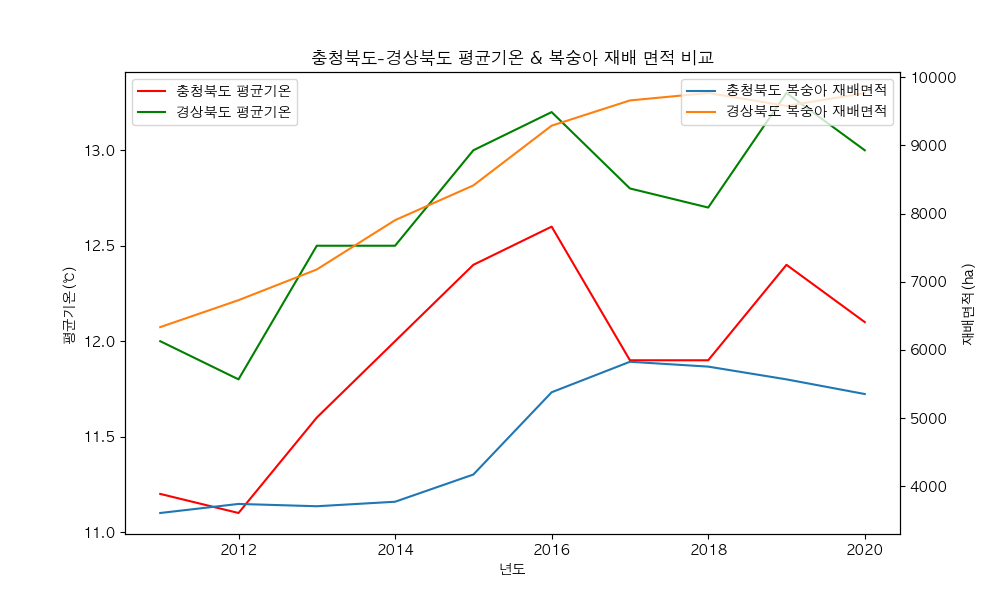 충청북도-경상북도 평균기온 & 복숭아 재배 면적 비교
충청북도 평균기온
경상북도 평균기온
충청북도 복숭아 재배면적
경상북도 복숭아 재배면적
평균기온(℃)
13.0
12.5
12.0
11.5
11.0
10000
9000
8000
7000
6000
5000
4000
재배면적(ha)
2012 2014 2016 2018 2020
년도